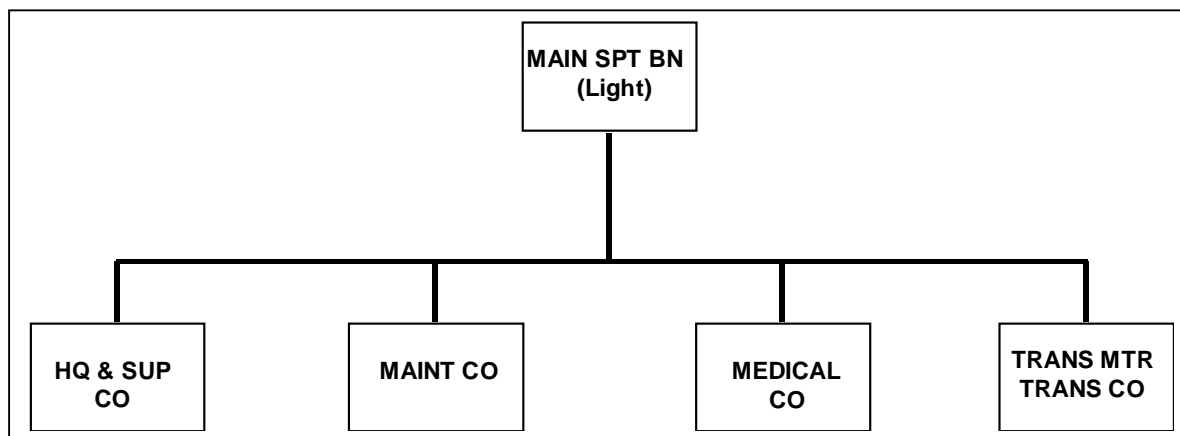 MAIN SPT BN
(Light)
HQ & SUP
CO
MAINT CO
MEDICAL
CO
TRANS MTR
TRANS CO